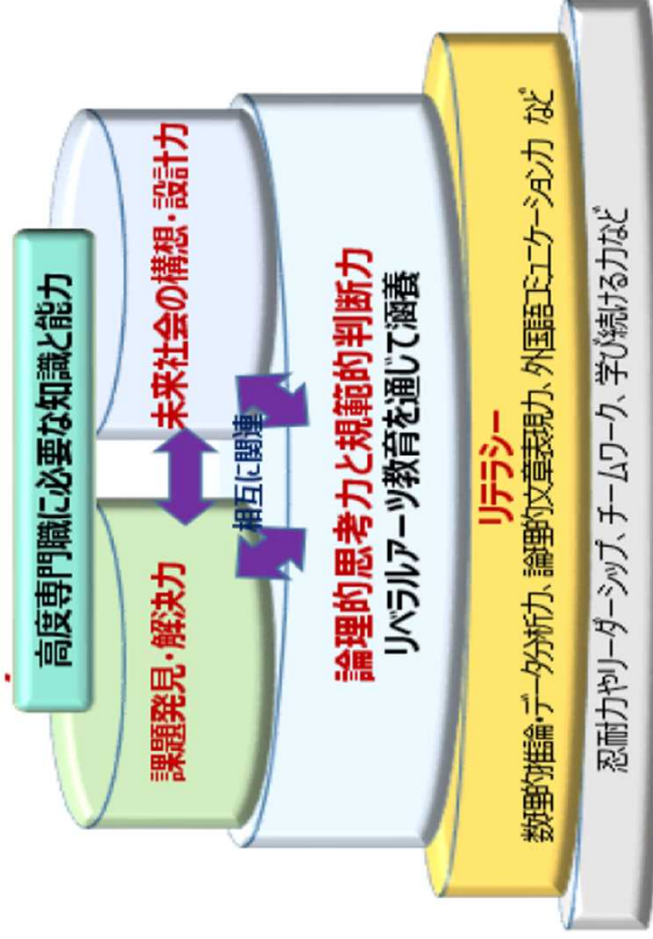 高度専門職に必要な知識と能力
課題発見・解決力
未来社会の構想・設計力
相互に関連
論理的思考力と規範的判断力
リベラルアーツ教育を通じて涵養
リテラシー
数理的推論・データ分析力、論理的文章表現力、外国語コミュニケーション力 など
忍耐力やリーダーシップ、チームワーク、学び続ける力など